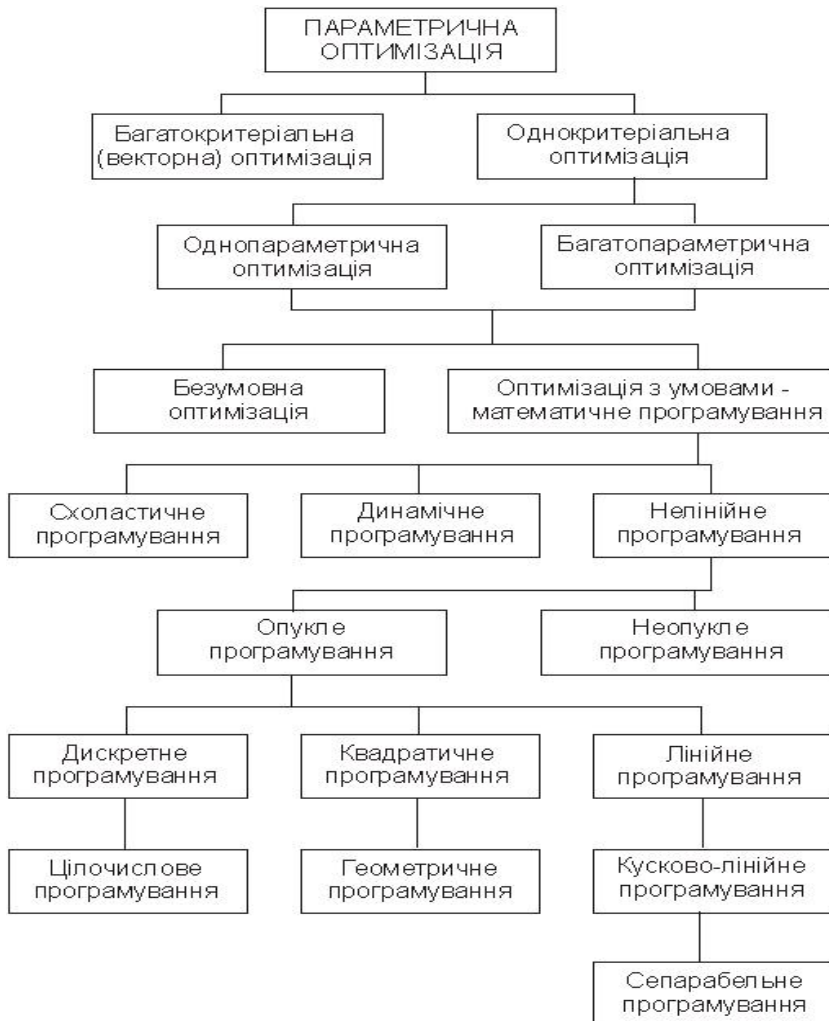 ПАРАМЕТРИЧНА
ОПТИМІЗАЦІЯ
Багатокритеріальна
(векторна) оптимізація
Однокритеріальна
оптимізація
Однопараметрична
оптимізація
Багатопараметрична
оптимізація
Безумовна
оптимізація
Оптимізація з умовами -
математичне програмування
Схоластичне
програмування
Динамічне
програмування
Нелінійне
програмування
Опукле
програмування
Неопукле
програмування
Дискретне
програмування
Квадратичне
програмування
Лінійне
програмування
Цілочислове
програмування
Геометричне
програмування
Кусково-лінійне
програмування
Сепарабельне
програмування